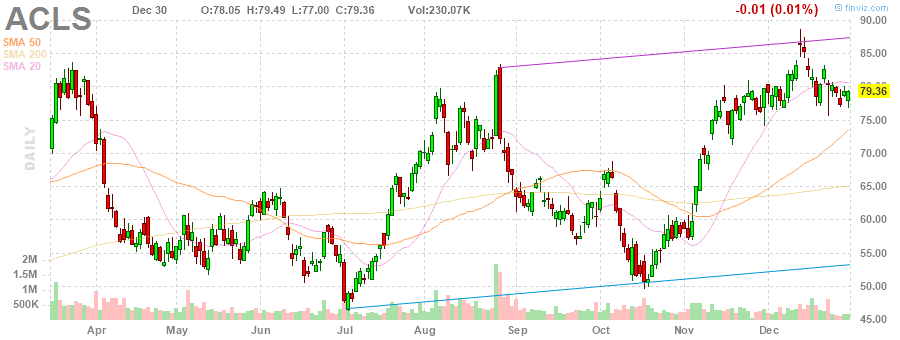 ACLS
Dec 30 O:78.05 H:79.49 L:77.00 C:79.36 Vol:230.07K
-0.01 (0.01%)
© finviz.com
SMA 50
SMA 200
SMA 20
DAILY
90.00
85.00
80.00
79.36
75.00
70.00
65.00
60.00
55.00
50.00
45.00
2M
1.5M
1M
500K
Apr May Jun Jul Aug Sep Oct Nov Dec